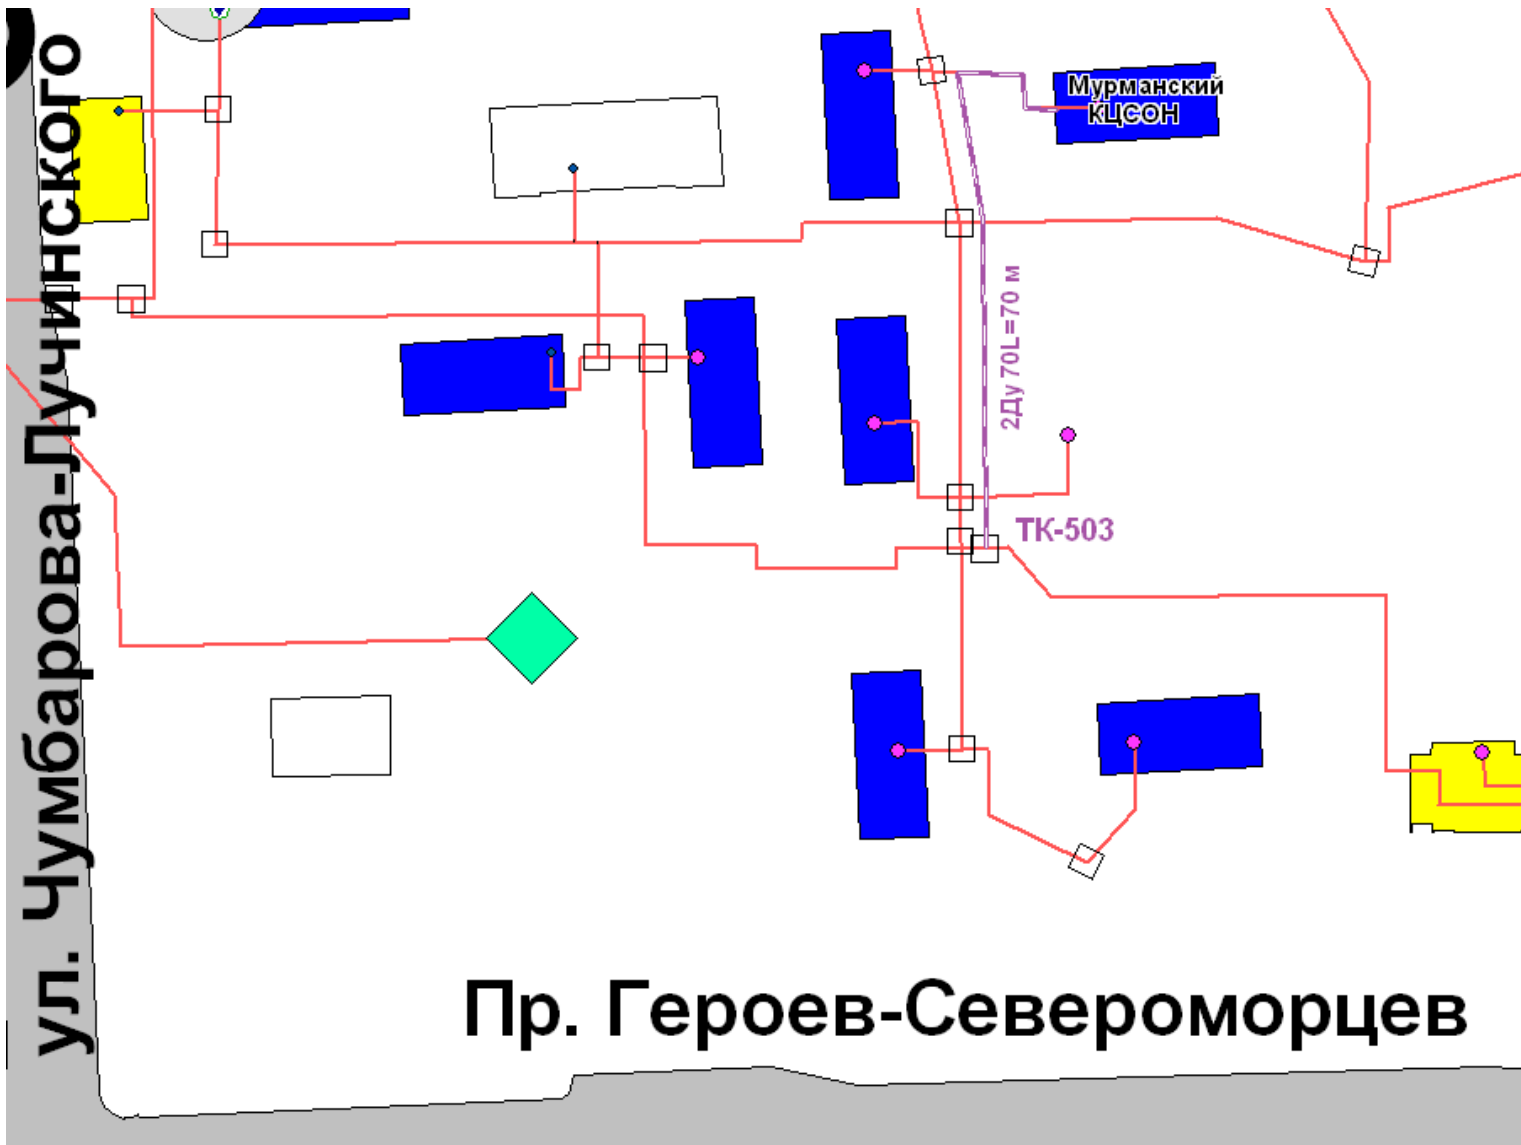 Мурманский
КЦСОН
2Ду 70L=70 м
ТК-503
ул. Чумбарова-Лучинского
Пр. Героев-Североморцев